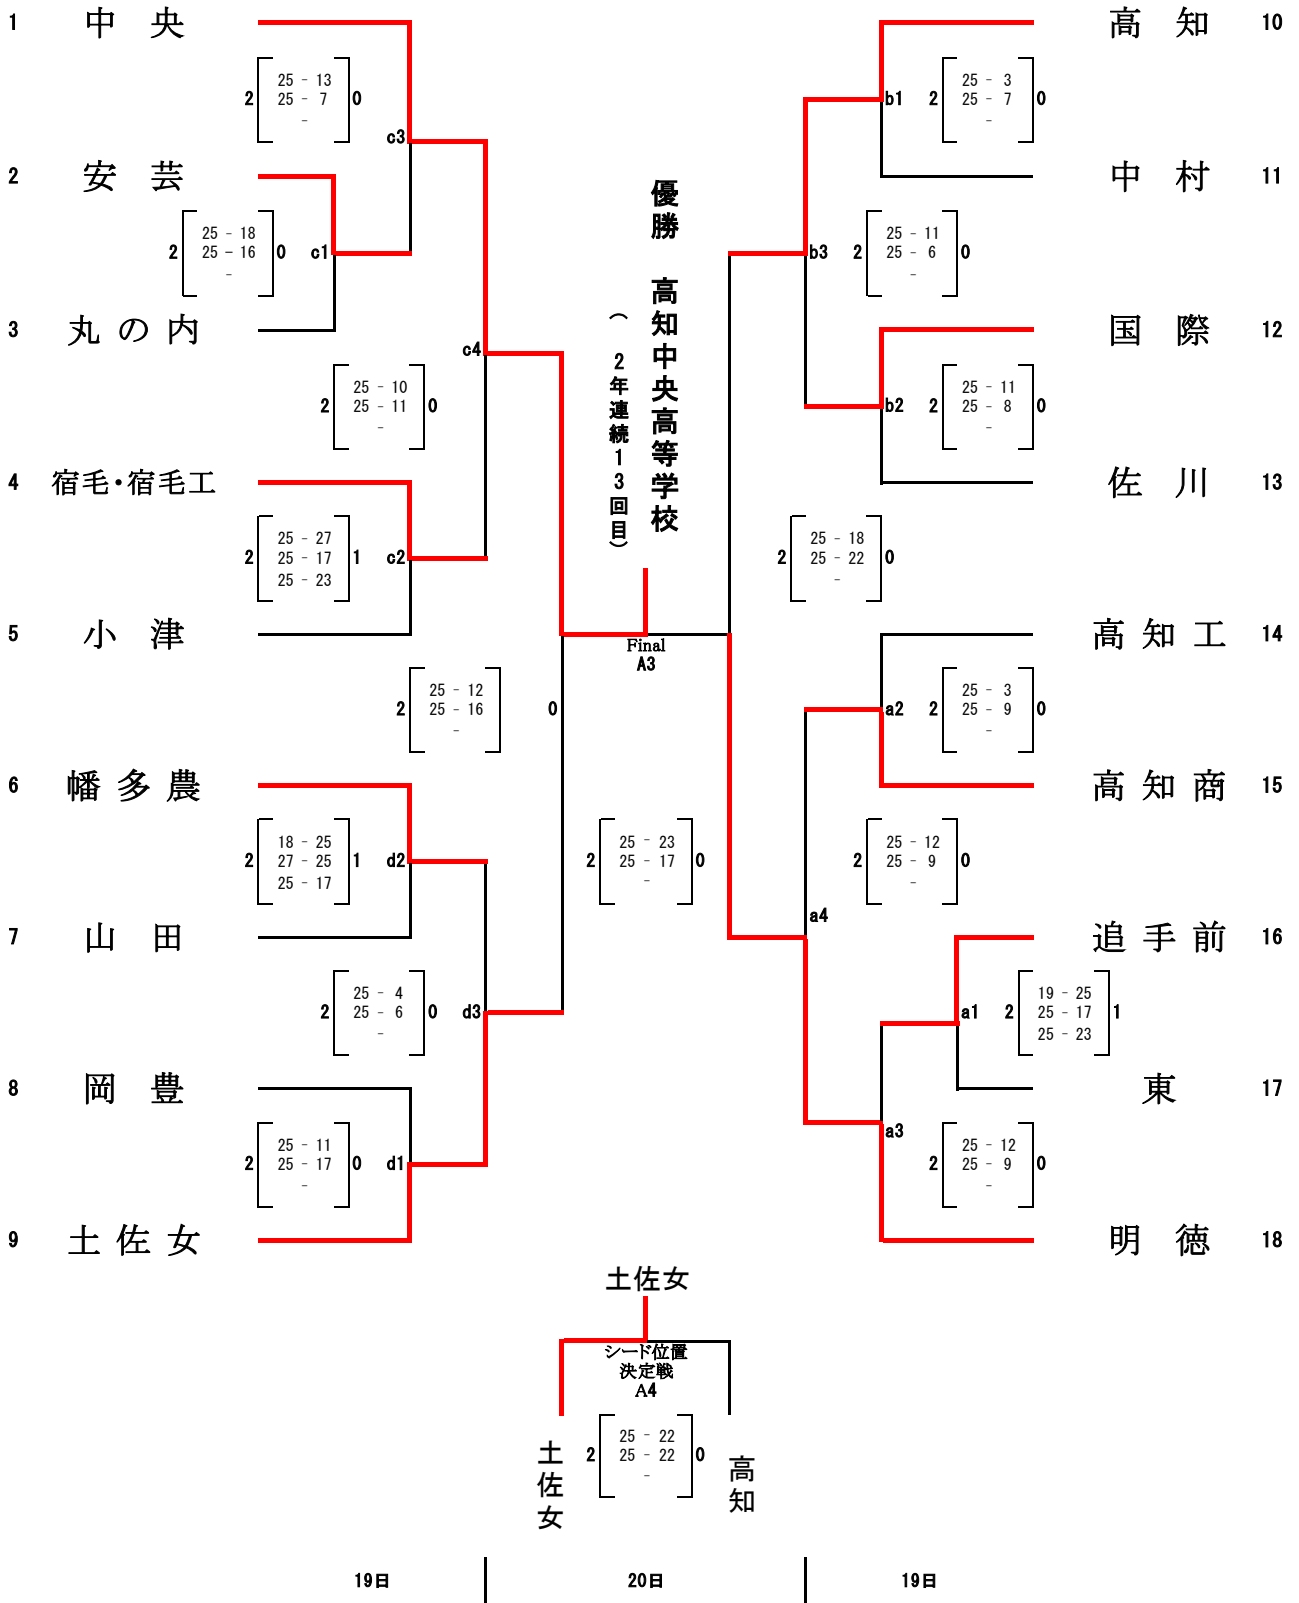 1 中央
2 [ 25 - 13
25 - 7
- ] 0
c3
2 安芸
2 [ 25 - 18
25 - 16
- ] 0 c1
3 丸の内
c4
2 [ 25 - 10
25 - 11
- ] 0
4 宿毛・宿毛工
2 [ 25 - 27
25 - 17
25 - 23 ] 1 c2
5 小津
2 [ 25 - 12
25 - 16
- ] 0
6 幡多農
2 [ 18 - 25
27 - 25
25 - 17 ] 1 d2
7 山田
2 [ 25 - 4
25 - 6
- ] 0 d3
8 岡豊
2 [ 25 - 11
25 - 17
- ] 0 d1
9 土佐女
優勝 高知中央高等学校
(2年連続13回目)
Final
A3
2 [ 25 - 23
25 - 17
- ] 0
高知 10
b1 2 [ 25 - 3
25 - 7
- ] 0
中村 11
b3 2 [ 25 - 11
25 - 6
- ] 0
国際 12
b2 2 [ 25 - 11
25 - 8
- ] 0
佐川 13
2 [ 25 - 18
25 - 22
- ] 0
高知工 14
a2 2 [ 25 - 3
25 - 9
- ] 0
高知商 15
2 [ 25 - 12
25 - 9
- ] 0
a4
追手前 16
a1 2 [ 19 - 25
25 - 17
25 - 23 ] 1
東 17
a3
2 [ 25 - 12
25 - 9
- ] 0
明徳 18
土佐女
シード位置
決定戦
A4
土佐女
2 [ 25 - 22
25 - 22
- ] 0
高知
19日 20日 19日